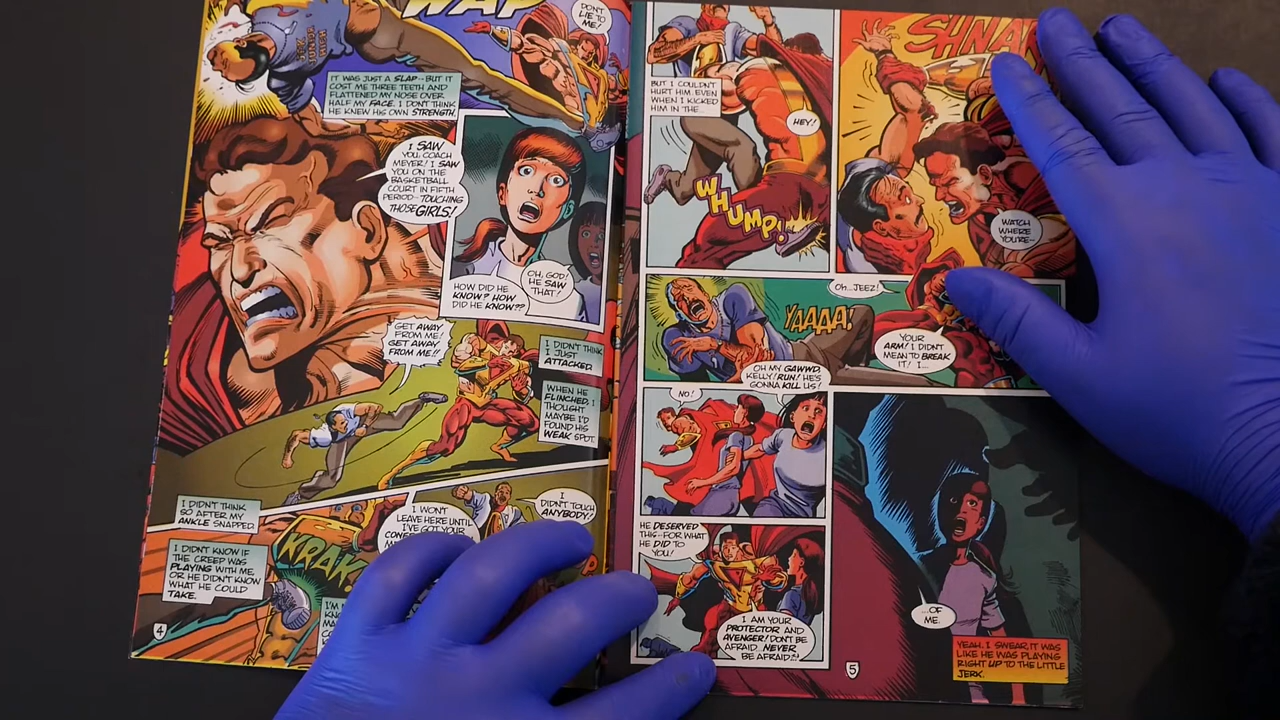 WAP
DON'T
LIE TO
ME!
IT WAS JUST A SLAP--BUT IT
COST ME THREE TEETH AND
FLATTENED MY NOSE OVER
HALF MY FACE. I DON'T THINK
HE KNEW HIS OWN STRENGTH.
I SAW
YOU, COACH
MEYER! I SAW
YOU ON THE
BASKETBALL
COURT IN FIFTH
PERIOD--TOUCHING
THOSE GIRLS!
OH, GOD!
HE SAW
THAT!
HOW DID HE
KNOW? HOW
DID HE KNOW??
GET AWAY
FROM ME!
GET AWAY
FROM ME!!
I DIDN'T THINK.
I JUST
ATTACKED.
WHEN HE
FLINCHED, I
THOUGHT
MAYBE I'D
FOUND HIS
WEAK SPOT.
I DIDN'T THINK
SO AFTER MY
ANKLE SNAPPED.
I DIDN'T KNOW IF
THE CREEP WAS
PLAYING WITH ME
OR HE DIDN'T KNOW
WHAT HE COULD
TAKE.
KRAK
I WON'T
LEAVE HERE UNTIL
I'VE GOT YOUR
I DIDN'T TOUCH
ANYBODY!
4
BUT I COULDN'T
HURT HIM. EVEN
WHEN I KICKED
HIM IN THE...
HEY!
WHUMP!
WATCH
WHERE
YOU'RE--
OH...JEEZ!
YAAAA!
YOUR
ARM! I DIDN'T
MEAN TO BREAK
IT! I...
OH MY GAWWD,
KELLY! RUN! HE'S
GONNA KILL US!
NO!
HE DESERVED
THIS--FOR WHAT
HE DID TO
YOU!
I AM YOUR
PROTECTOR AND
AVENGER! DON'T BE
AFRAID. NEVER
BE AFRAID...
...OF
ME.
YEAH. I SWEAR, IT WAS
LIKE HE WAS PLAYING
RIGHT UP TO THE LITTLE
JERK.
5